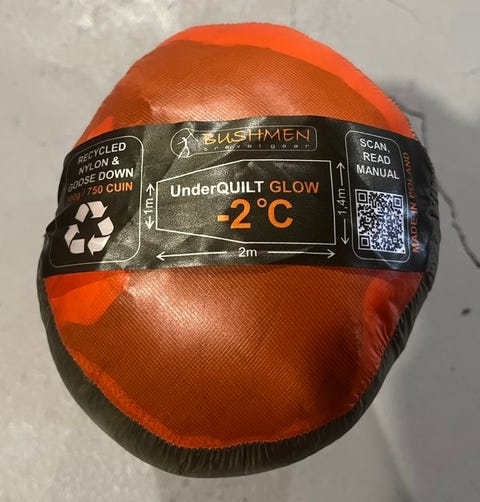 RECYCLED
NYLON &
GOOSE DOWN
/ 750 CUIN
BUSHMEN
travelgear
UnderQUILT GLOW
-2°C
1m
2m
1,4m
SCAN,
READ
MANUAL
MADE IN POLAND